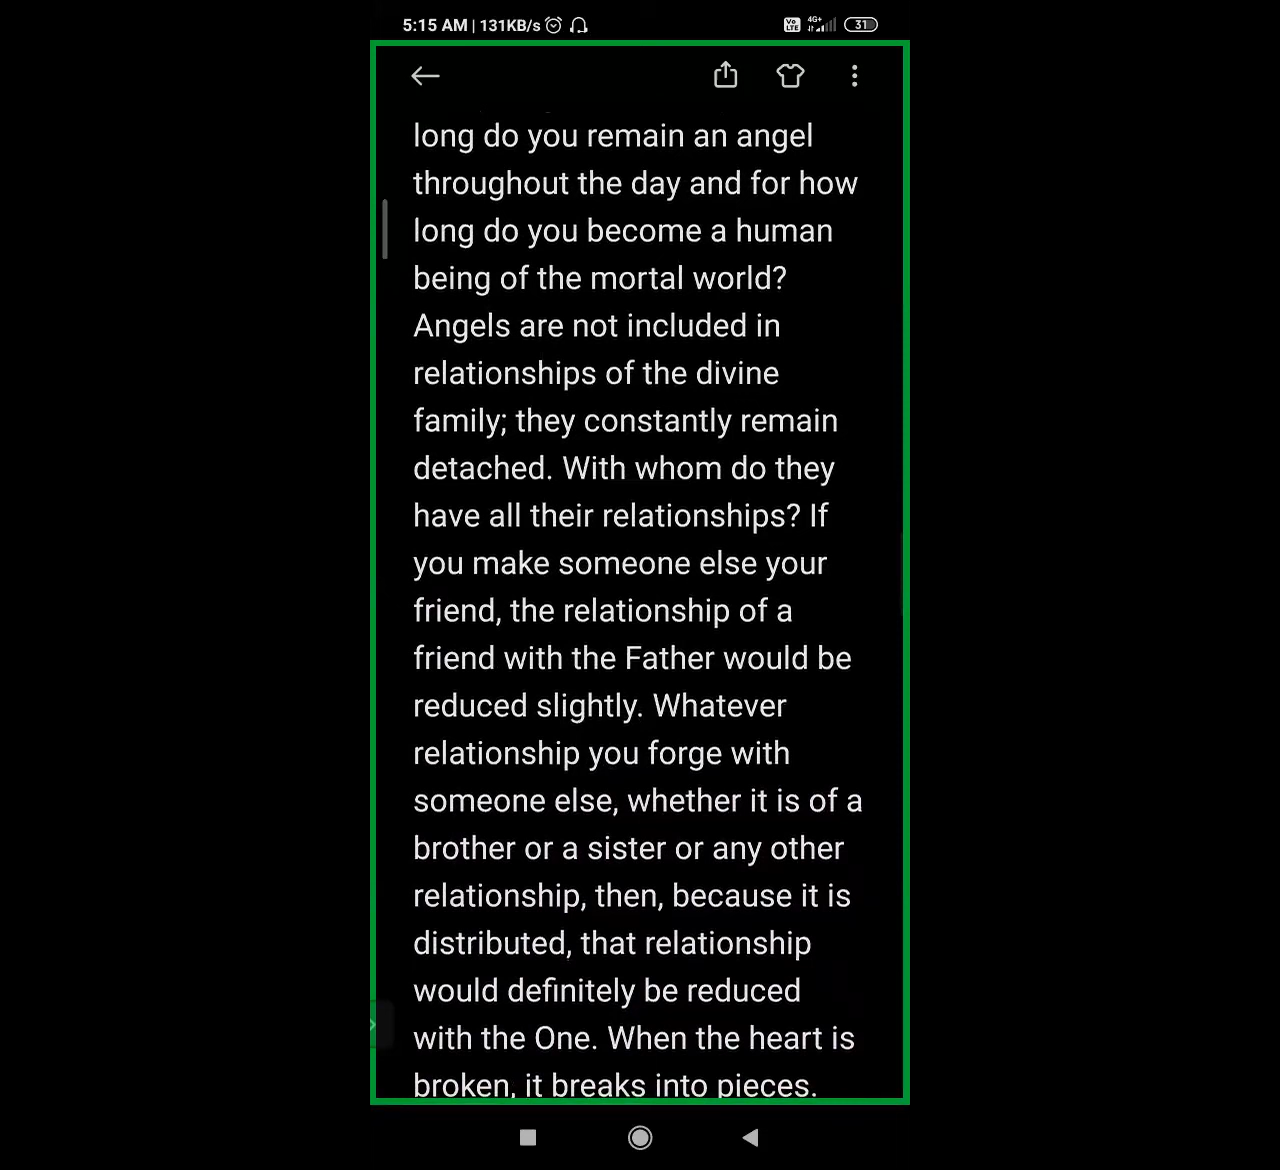 5:15 AM | 131KB/s Vo LTE 4G+ 31
long do you remain an angel
throughout the day and for how
long do you become a human
being of the mortal world?
Angels are not included in
relationships of the divine
family; they constantly remain
detached. With whom do they
have all their relationships? If
you make someone else your
friend, the relationship of a
friend with the Father would be
reduced slightly. Whatever
relationship you forge with
someone else, whether it is of a
brother or a sister or any other
relationship, then, because it is
distributed, that relationship
would definitely be reduced
with the One. When the heart is
broken, it breaks into pieces.